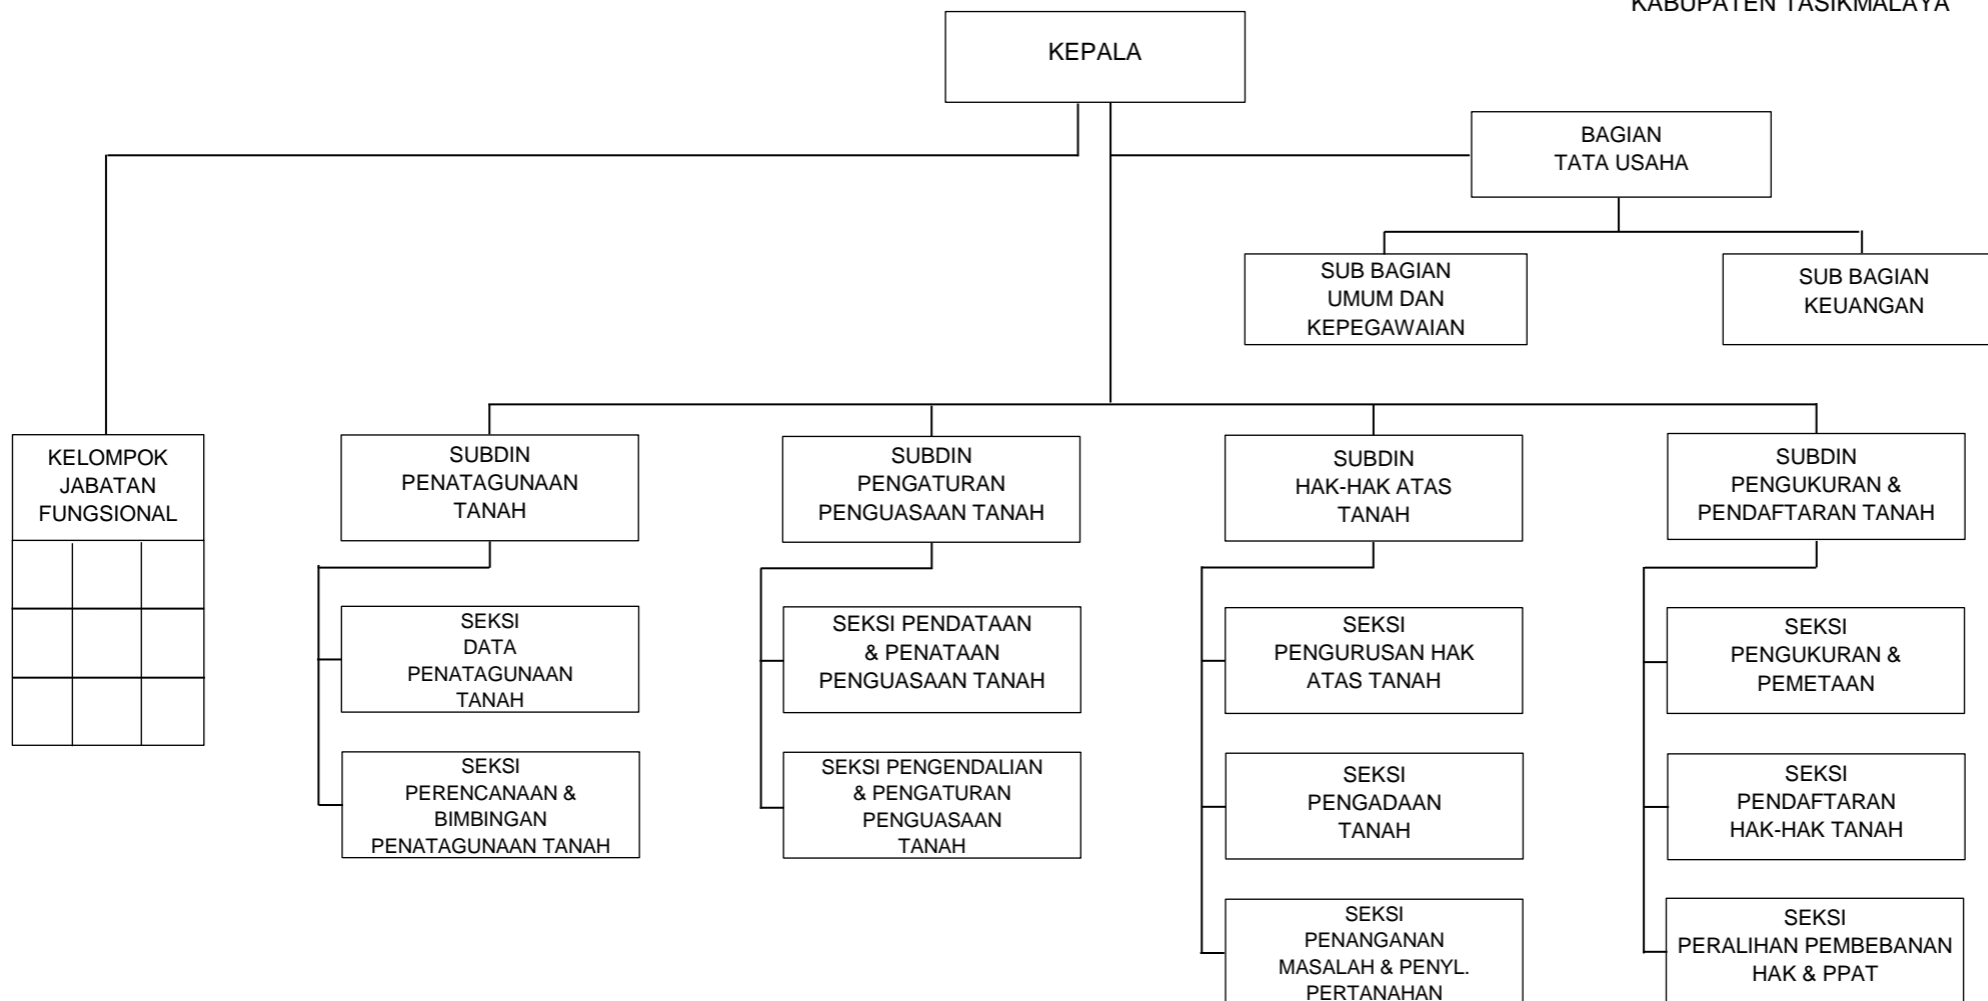 KABUPATEN TASIKMALAYA
KEPALA
BAGIAN
TATA USAHA
SUB BAGIAN
UMUM DAN
KEPEGAWAIAN
SUB BAGIAN
KEUANGAN
KELOMPOK
JABATAN
FUNGSIONAL
SUBDIN
PENATAGUNAAN
TANAH
SUBDIN
PENGATURAN
PENGUASAAN TANAH
SUBDIN
HAK-HAK ATAS
TANAH
SUBDIN
PENGUKURAN &
PENDAFTARAN TANAH
SEKSI
DATA
PENATAGUNAAN
TANAH
SEKSI PENDATAAN
& PENATAAN
PENGUASAAN TANAH
SEKSI
PENGURUSAN HAK
ATAS TANAH
SEKSI
PENGUKURAN &
PEMETAAN
SEKSI
PERENCANAAN &
BIMBINGAN
PENATAGUNAAN TANAH
SEKSI PENGENDALIAN
& PENGATURAN
PENGUASAAN
TANAH
SEKSI
PENGADAAN
TANAH
SEKSI
PENDAFTARAN
HAK-HAK TANAH
SEKSI
PENANGANAN
MASALAH & PENYL.
PERTANAHAN
SEKSI
PERALIHAN PEMBEBANAN
HAK & PPAT